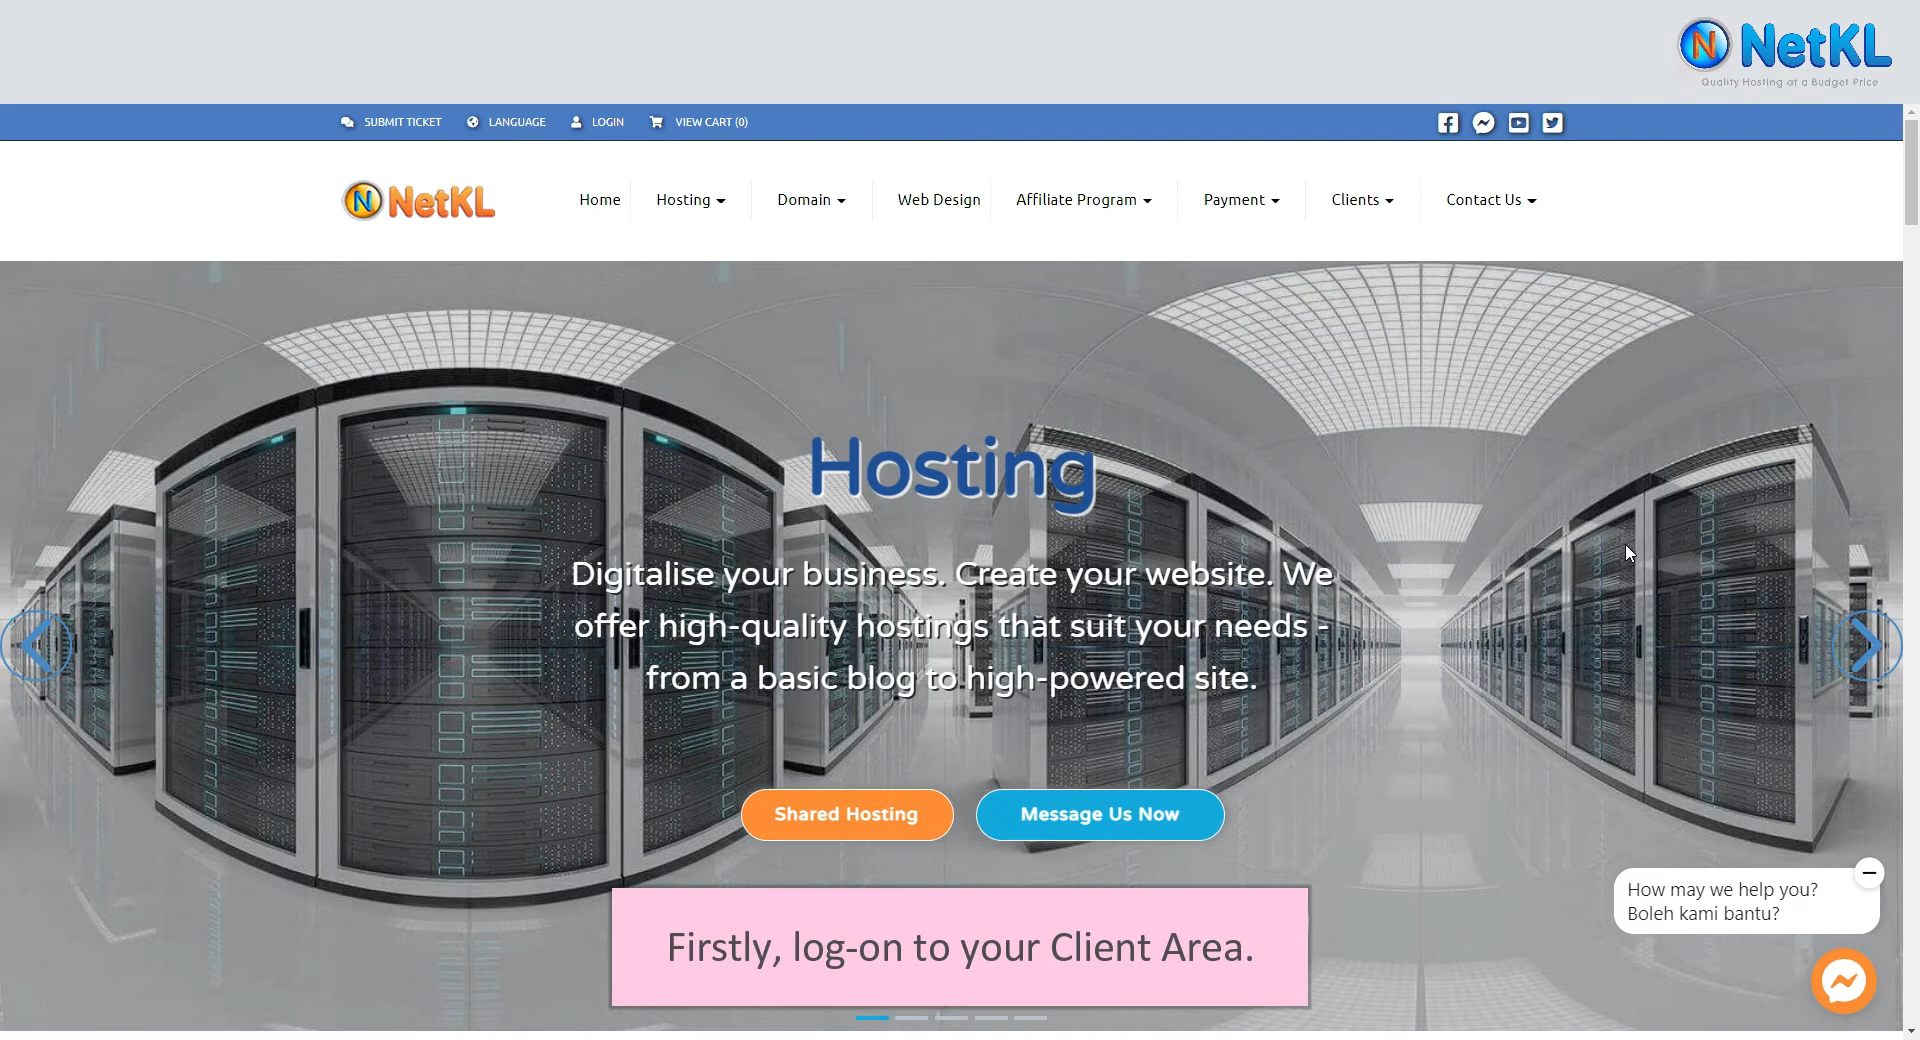 NetKL
Quality Hosting at a Budget Price
SUBMIT TICKET LANGUAGE LOGIN VIEW CART (0)
NetKL Home Hosting Domain Web Design Affiliate Program Payment Clients Contact Us
Hosting
Digitalise your business. Create your website. We
offer high-quality hostings that suit your needs -
from a basic blog to high-powered site.
Shared Hosting Message Us Now
How may we help you?
Boleh kami bantu?
Firstly, log-on to your Client Area.